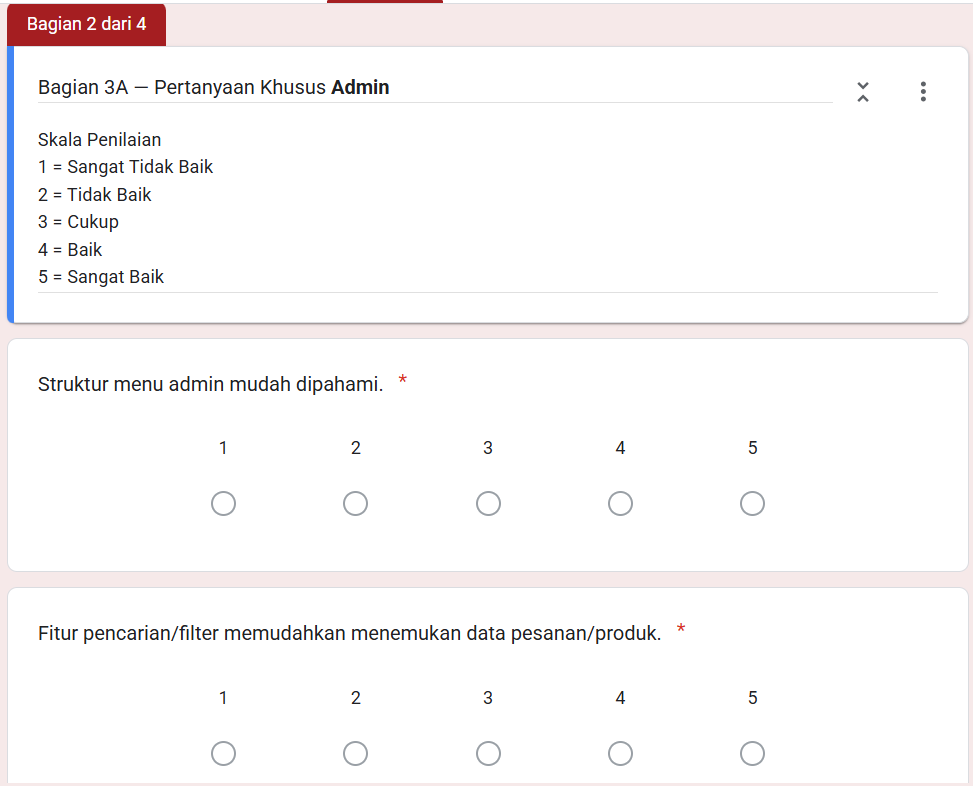 Bagian 2 dari 4
Bagian 3A — Pertanyaan Khusus Admin
Skala Penilaian
1 = Sangat Tidak Baik
2 = Tidak Baik
3 = Cukup
4 = Baik
5 = Sangat Baik
Struktur menu admin mudah dipahami. *
1 2 3 4 5
Fitur pencarian/filter memudahkan menemukan data pesanan/produk. *
1 2 3 4 5